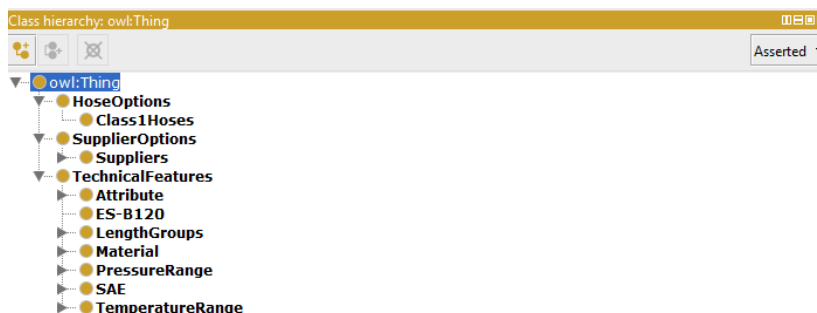 Class hierarchy: owl:Thing
Asserted
owl:Thing
HoseOptions
Class1Hoses
SupplierOptions
Suppliers
TechnicalFeatures
Attribute
ES-B120
LengthGroups
Material
PressureRange
SAE
TemperatureRange